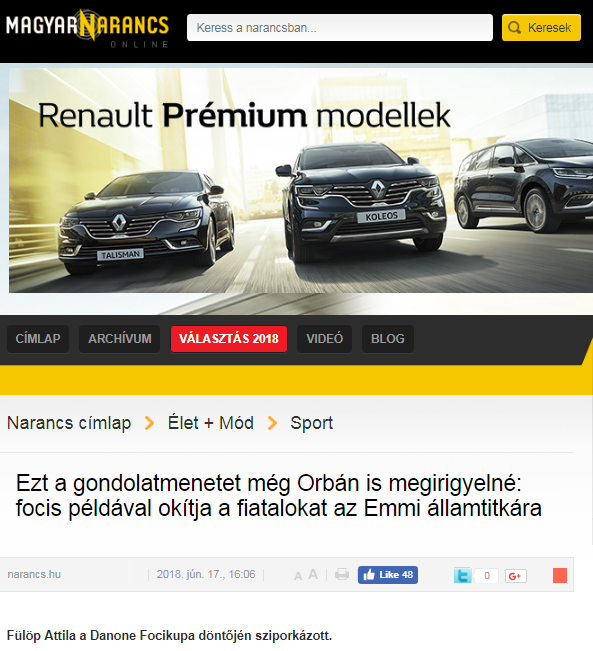 MAGYARNARANCS
ONLINE
Keress a narancsban...
Keresek
Renault Prémium modellek
TALISMAN
KOLEOS
CÍMLAP
ARCHÍVUM
VÁLASZTÁS 2018
VIDEÓ
BLOG
Narancs címlap
Élet + Mód
Sport
Ezt a gondolatmenetet még Orbán is megirigyelné:
focis példával okítja a fiatalokat az Emmi államtitkára
narancs.hu
2018. jún. 17., 16:06
A A
Like 48
0
G+
Fülöp Attila a Danone Focikupa döntőjén sziporkázott.